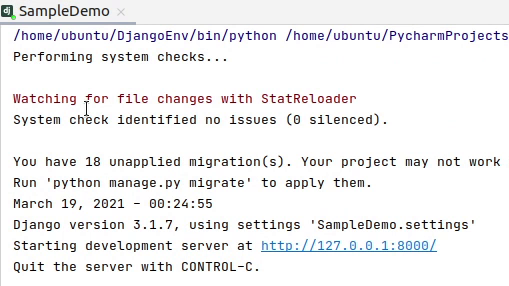 dj SampleDemo
/home/ubuntu/DjangoEnv/bin/python /home/ubuntu/PycharmProjects
Performing system checks...
Watching for file changes with StatReloader
System check identified no issues (0 silenced).
You have 18 unapplied migration(s). Your project may not work
Run 'python manage.py migrate' to apply them.
March 19, 2021 - 00:24:55
Django version 3.1.7, using settings 'SampleDemo.settings'
Starting development server at http://127.0.0.1:8000/
Quit the server with CONTROL-C.